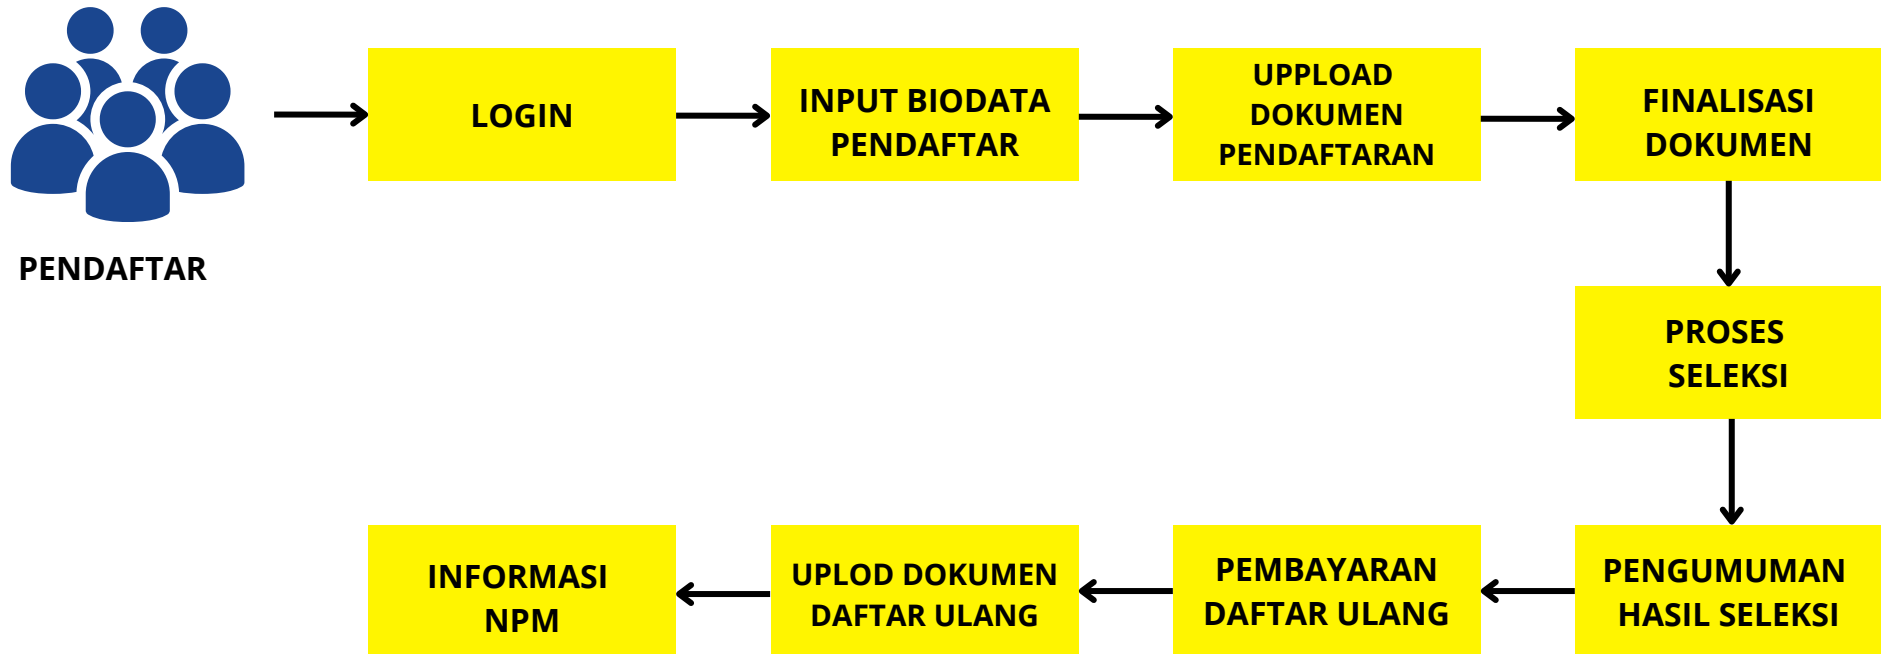 PENDAFTAR
LOGIN
INPUT BIODATA
PENDAFTAR
UPPLOAD
DOKUMEN
PENDAFTARAN
FINALISASI
DOKUMEN
PROSES
SELEKSI
PENGUMUMAN
HASIL SELEKSI
PEMBAYARAN
DAFTAR ULANG
UPLOD DOKUMEN
DAFTAR ULANG
INFORMASI
NPM